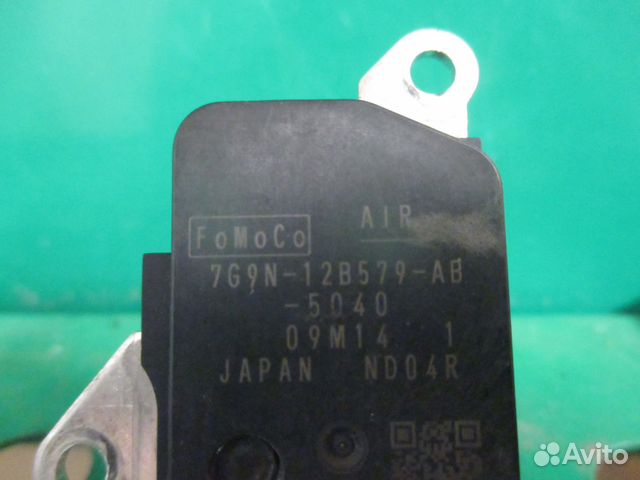 AIR
FoMoCo
7G9N-12B579-AB
-5040
09M14 1
JAPAN ND04R
Avito